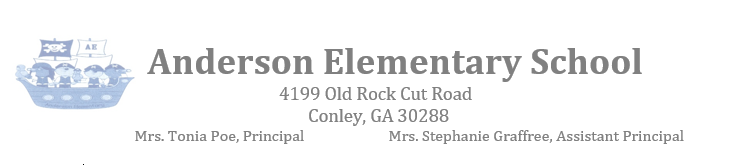 AE
Anderson Elementary School
4199 Old Rock Cut Road
Conley, GA 30288
Mrs. Tonia Poe, Principal Mrs. Stephanie Graffree, Assistant Principal